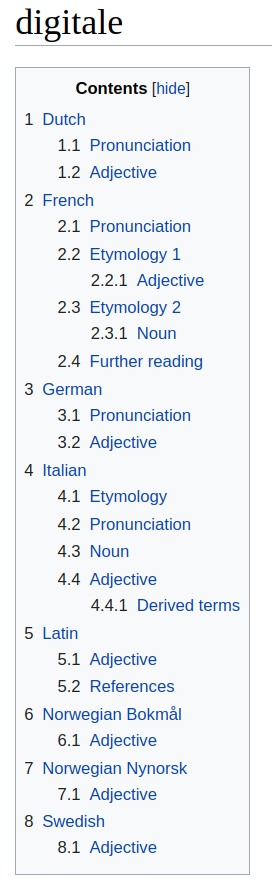 digitale
Contents [hide]
1 Dutch
1.1 Pronunciation
1.2 Adjective
2 French
2.1 Pronunciation
2.2 Etymology 1
2.2.1 Adjective
2.3 Etymology 2
2.3.1 Noun
2.4 Further reading
3 German
3.1 Pronunciation
3.2 Adjective
4 Italian
4.1 Etymology
4.2 Pronunciation
4.3 Noun
4.4 Adjective
4.4.1 Derived terms
5 Latin
5.1 Adjective
5.2 References
6 Norwegian Bokmål
6.1 Adjective
7 Norwegian Nynorsk
7.1 Adjective
8 Swedish
8.1 Adjective